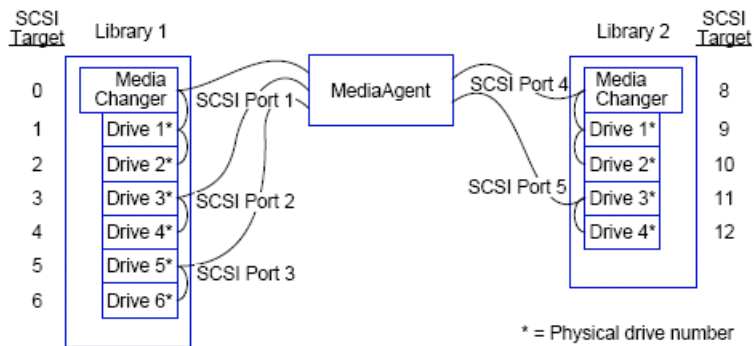 SCSI
Target
Library 1
0
Media
Changer
1
Drive 1*
2
Drive 2*
3
Drive 3*
4
Drive 4*
5
Drive 5*
6
Drive 6*
SCSI Port 1
SCSI Port 2
SCSI Port 3
MediaAgent
SCSI Port 4
SCSI Port 5
Library 2
SCSI
Target
Media
Changer
8
Drive 1*
9
Drive 2*
10
Drive 3*
11
Drive 4*
12
* = Physical drive number